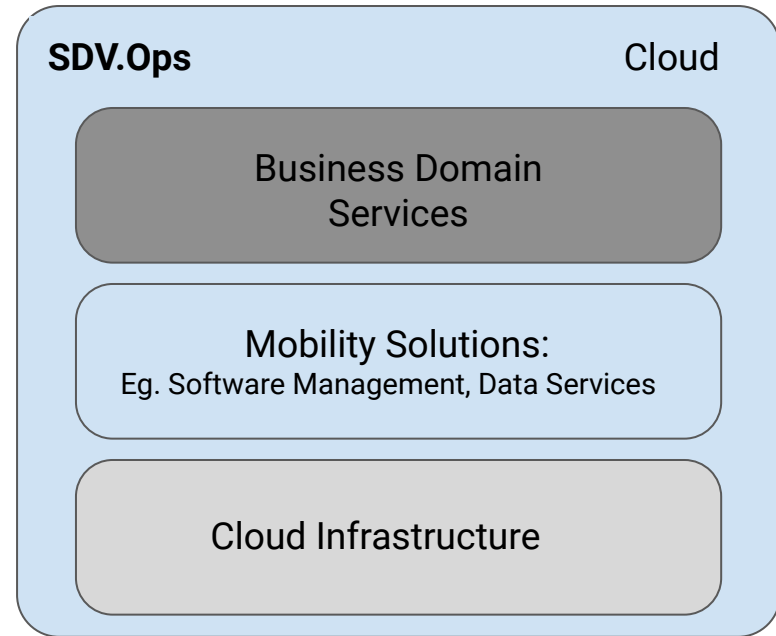 SDV.Ops Cloud
Business Domain
Services
Mobility Solutions:
Eg. Software Management, Data Services
Cloud Infrastructure